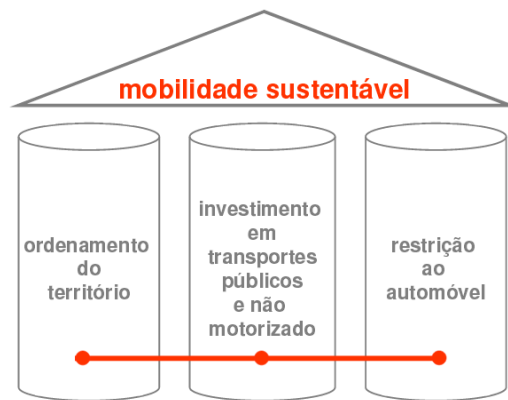 mobilidade sustentável
ordenamento
do
território
investimento
em
transportes
públicos
e não
motorizado
restrição
ao
automóvel